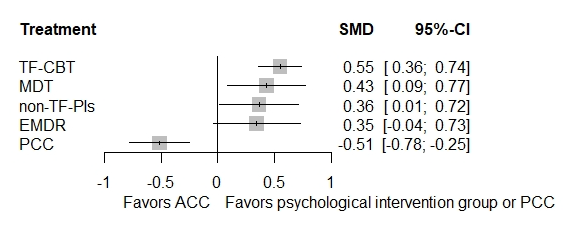 Treatment SMD 95%-CI
TF-CBT 0.55 [ 0.36; 0.74]
MDT 0.43 [ 0.09; 0.77]
non-TF-PIs 0.36 [ 0.01; 0.72]
EMDR 0.35 [-0.04; 0.73]
PCC -0.51 [-0.78; -0.25]
-1 -0.5 0 0.5 1
Favors ACC Favors psychological intervention group or PCC